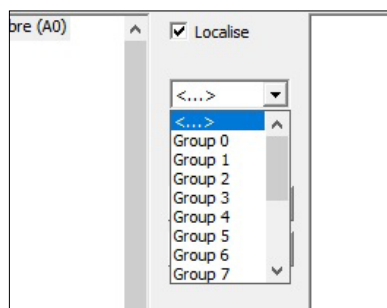 bre (A0)
Localise
<...>
<...>
Group 0
Group 1
Group 2
Group 3
Group 4
Group 5
Group 6
Group 7